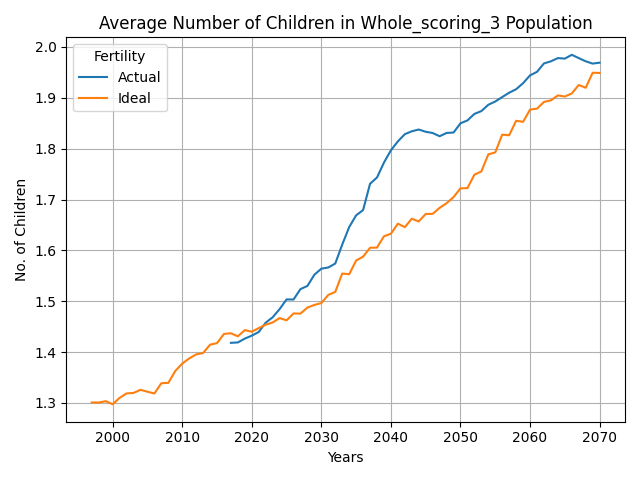 Average Number of Children in Whole_scoring_3 Population
Fertility
Actual
Ideal
No. of Children
2.0
1.9
1.8
1.7
1.6
1.5
1.4
1.3
2000
2010
2020
2030
2040
2050
2060
2070
Years